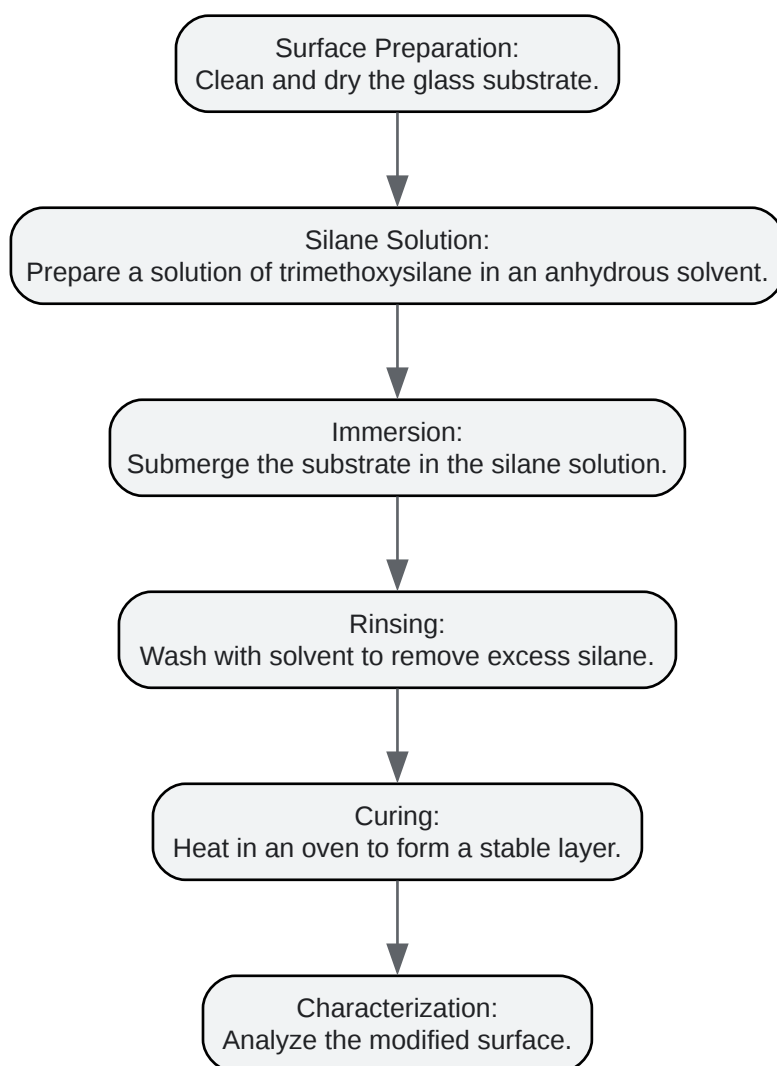 Surface Preparation:
Clean and dry the glass substrate.
Silane Solution:
Prepare a solution of trimethoxysilane in an anhydrous solvent.
Immersion:
Submerge the substrate in the silane solution.
Rinsing:
Wash with solvent to remove excess silane.
Curing:
Heat in an oven to form a stable layer.
Characterization:
Analyze the modified surface.